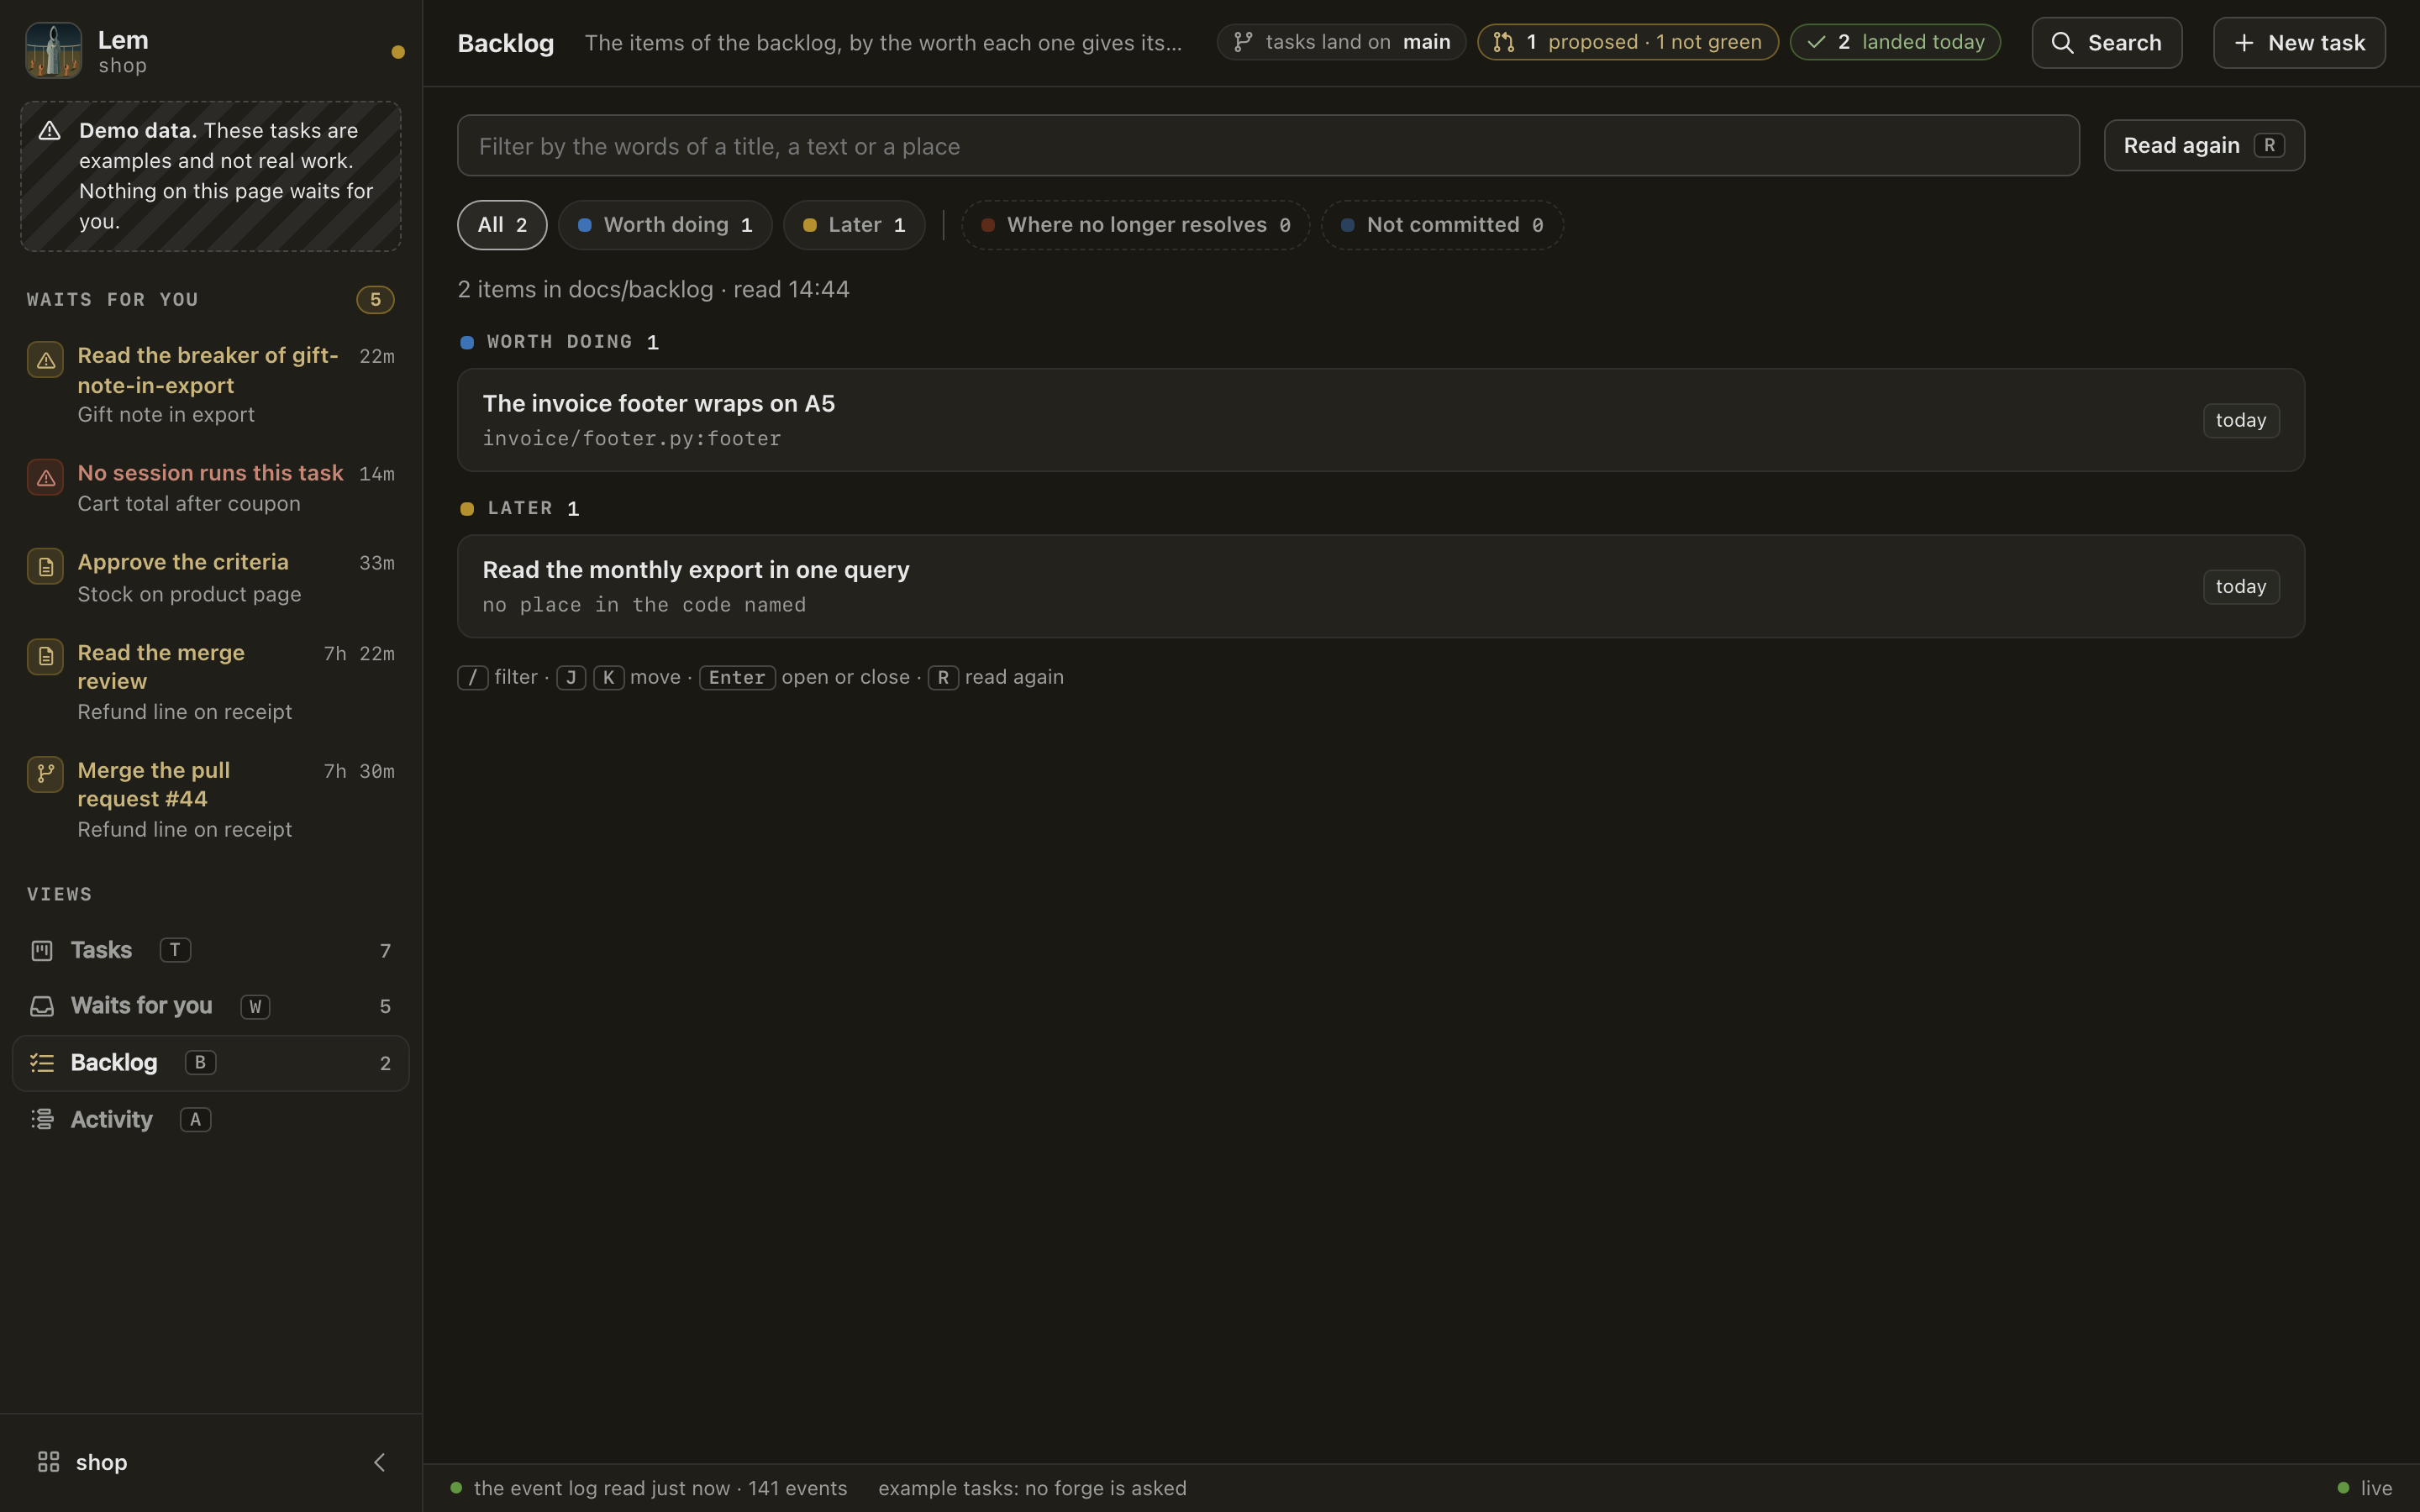 Lem
shop
Demo data. These tasks are
examples and not real work.
Nothing on this page waits for
you.
WAITS FOR YOU 5
Read the breaker of gift- 22m
note-in-export
Gift note in export
No session runs this task 14m
Cart total after coupon
Approve the criteria 33m
Stock on product page
Read the merge 7h 22m
review
Refund line on receipt
Merge the pull 7h 30m
request #44
Refund line on receipt
VIEWS
Tasks T 7
Waits for you W 5
Backlog B 2
Activity A
shop
Backlog The items of the backlog, by the worth each one gives its... tasks land on main 1 proposed · 1 not green 2 landed today Search New task
Filter by the words of a title, a text or a place Read again R
All 2 Worth doing 1 Later 1 Where no longer resolves 0 Not committed 0
2 items in docs/backlog · read 14:44
WORTH DOING 1
The invoice footer wraps on A5
invoice/footer.py:footer
today
LATER 1
Read the monthly export in one query
no place in the code named
today
/ filter · J K move · Enter open or close · R read again
the event log read just now · 141 events example tasks: no forge is asked live